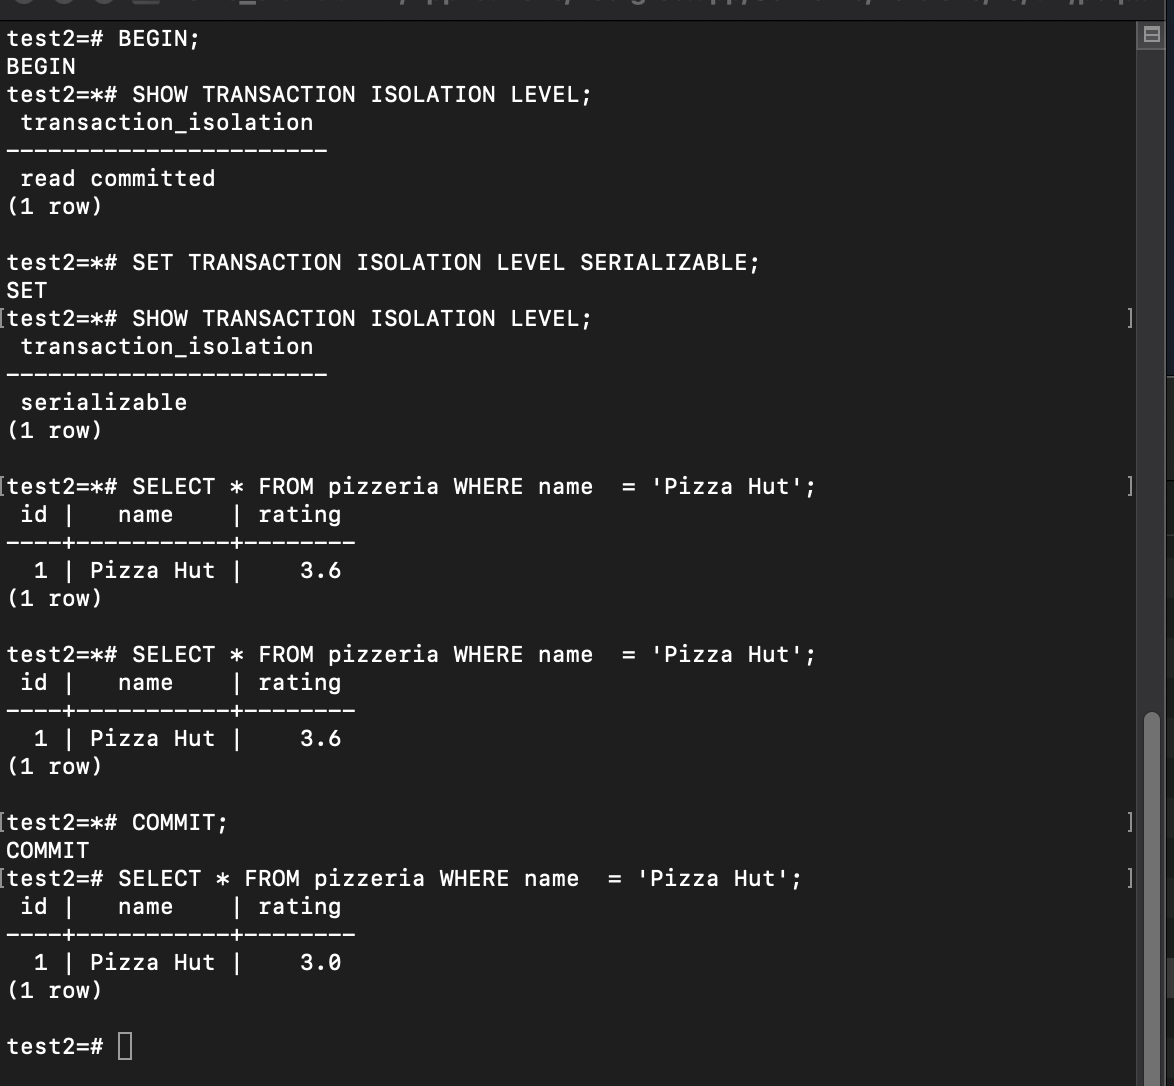 test2=# BEGIN;
BEGIN
test2=*# SHOW TRANSACTION ISOLATION LEVEL;
 transaction_isolation
-----------------------
 read committed
(1 row)

test2=*# SET TRANSACTION ISOLATION LEVEL SERIALIZABLE;
SET
[test2=*# SHOW TRANSACTION ISOLATION LEVEL; ]
 transaction_isolation
-----------------------
 serializable
(1 row)

[test2=*# SELECT * FROM pizzeria WHERE name  = 'Pizza Hut'; ]
 id |   name    | rating
----+-----------+--------
  1 | Pizza Hut |    3.6
(1 row)

test2=*# SELECT * FROM pizzeria WHERE name  = 'Pizza Hut';
 id |   name    | rating
----+-----------+--------
  1 | Pizza Hut |    3.6
(1 row)

[test2=*# COMMIT; ]
COMMIT
[test2=# SELECT * FROM pizzeria WHERE name  = 'Pizza Hut'; ]
 id |   name    | rating
----+-----------+--------
  1 | Pizza Hut |    3.0
(1 row)

test2=#